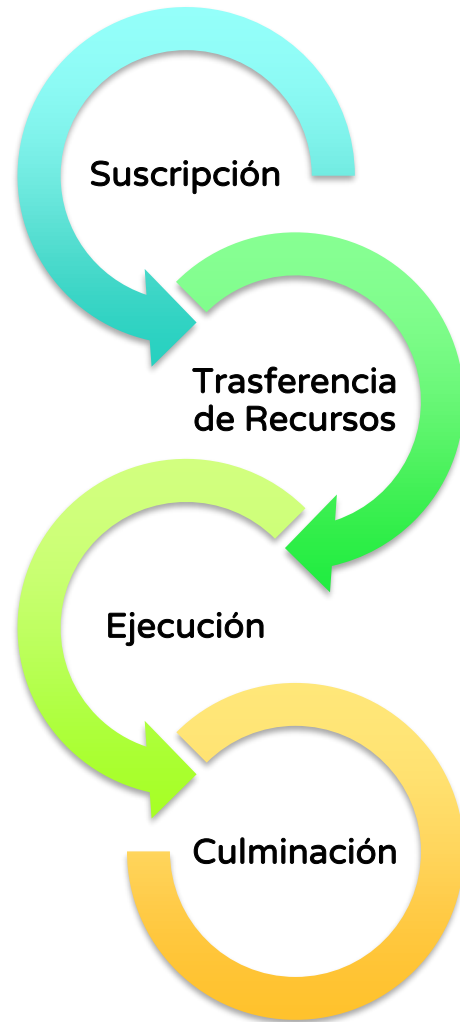 Suscripción
Trasferencia
de Recursos
Ejecución
Culminación